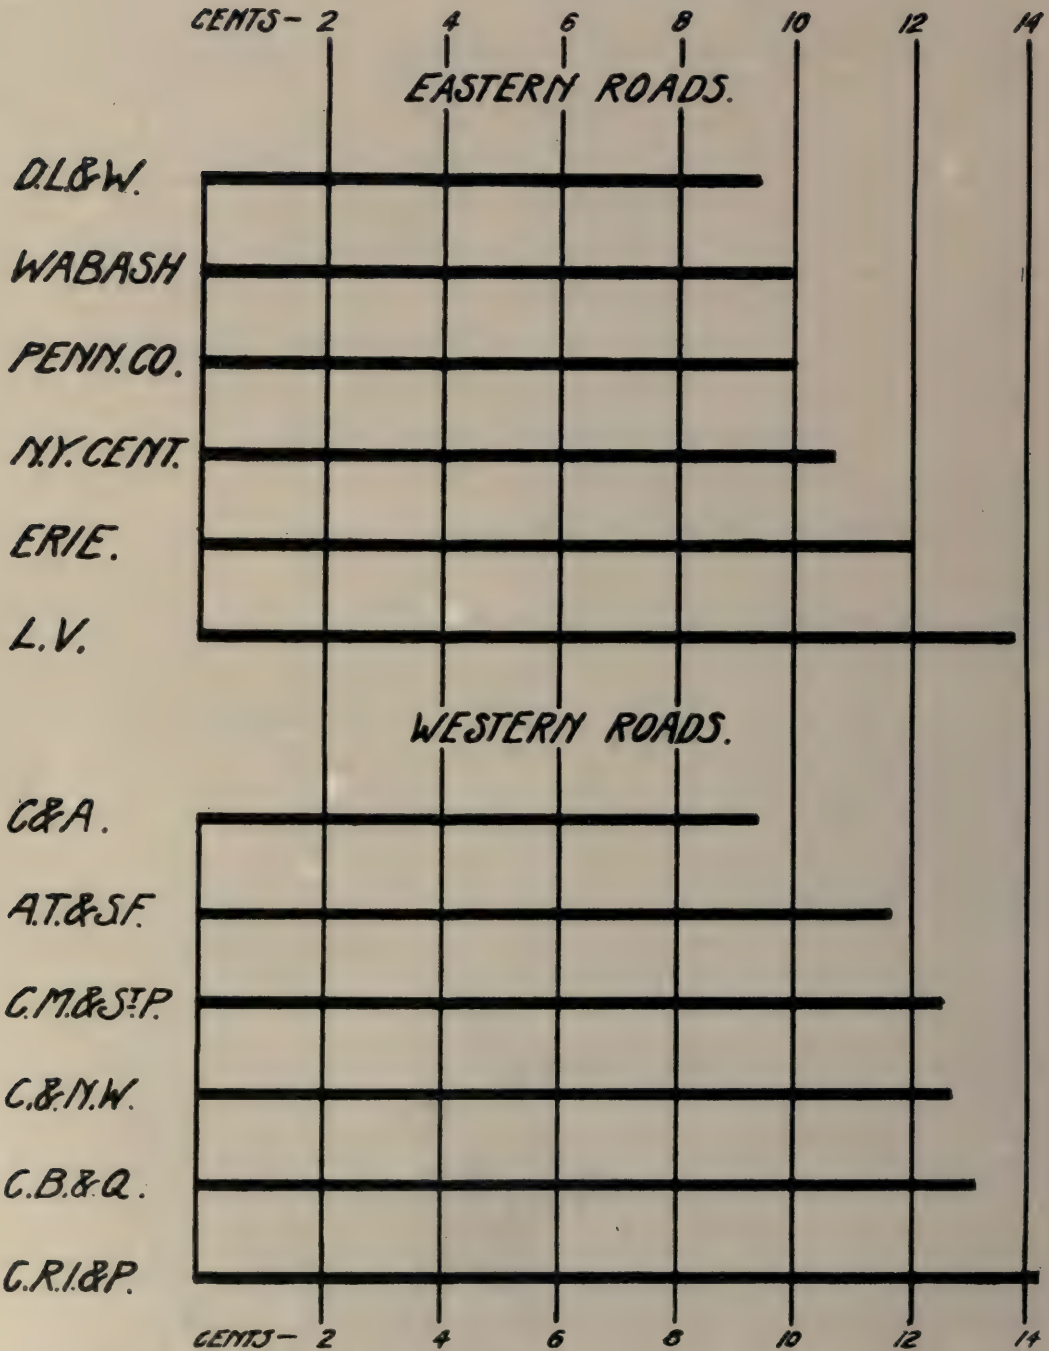 CENTS- 2 4 6 8 10 12 14
EASTERN ROADS.
D.L.&W.
WABASH
PENN. CO.
N.Y. CENT.
ERIE.
L.V.
WESTERN ROADS.
C&A.
A.T.&S.F.
C.M.&ST.P.
C.&N.W.
C.B.&Q.
C.R.I.&P.
CENTS- 2 4 6 8 10 12 14